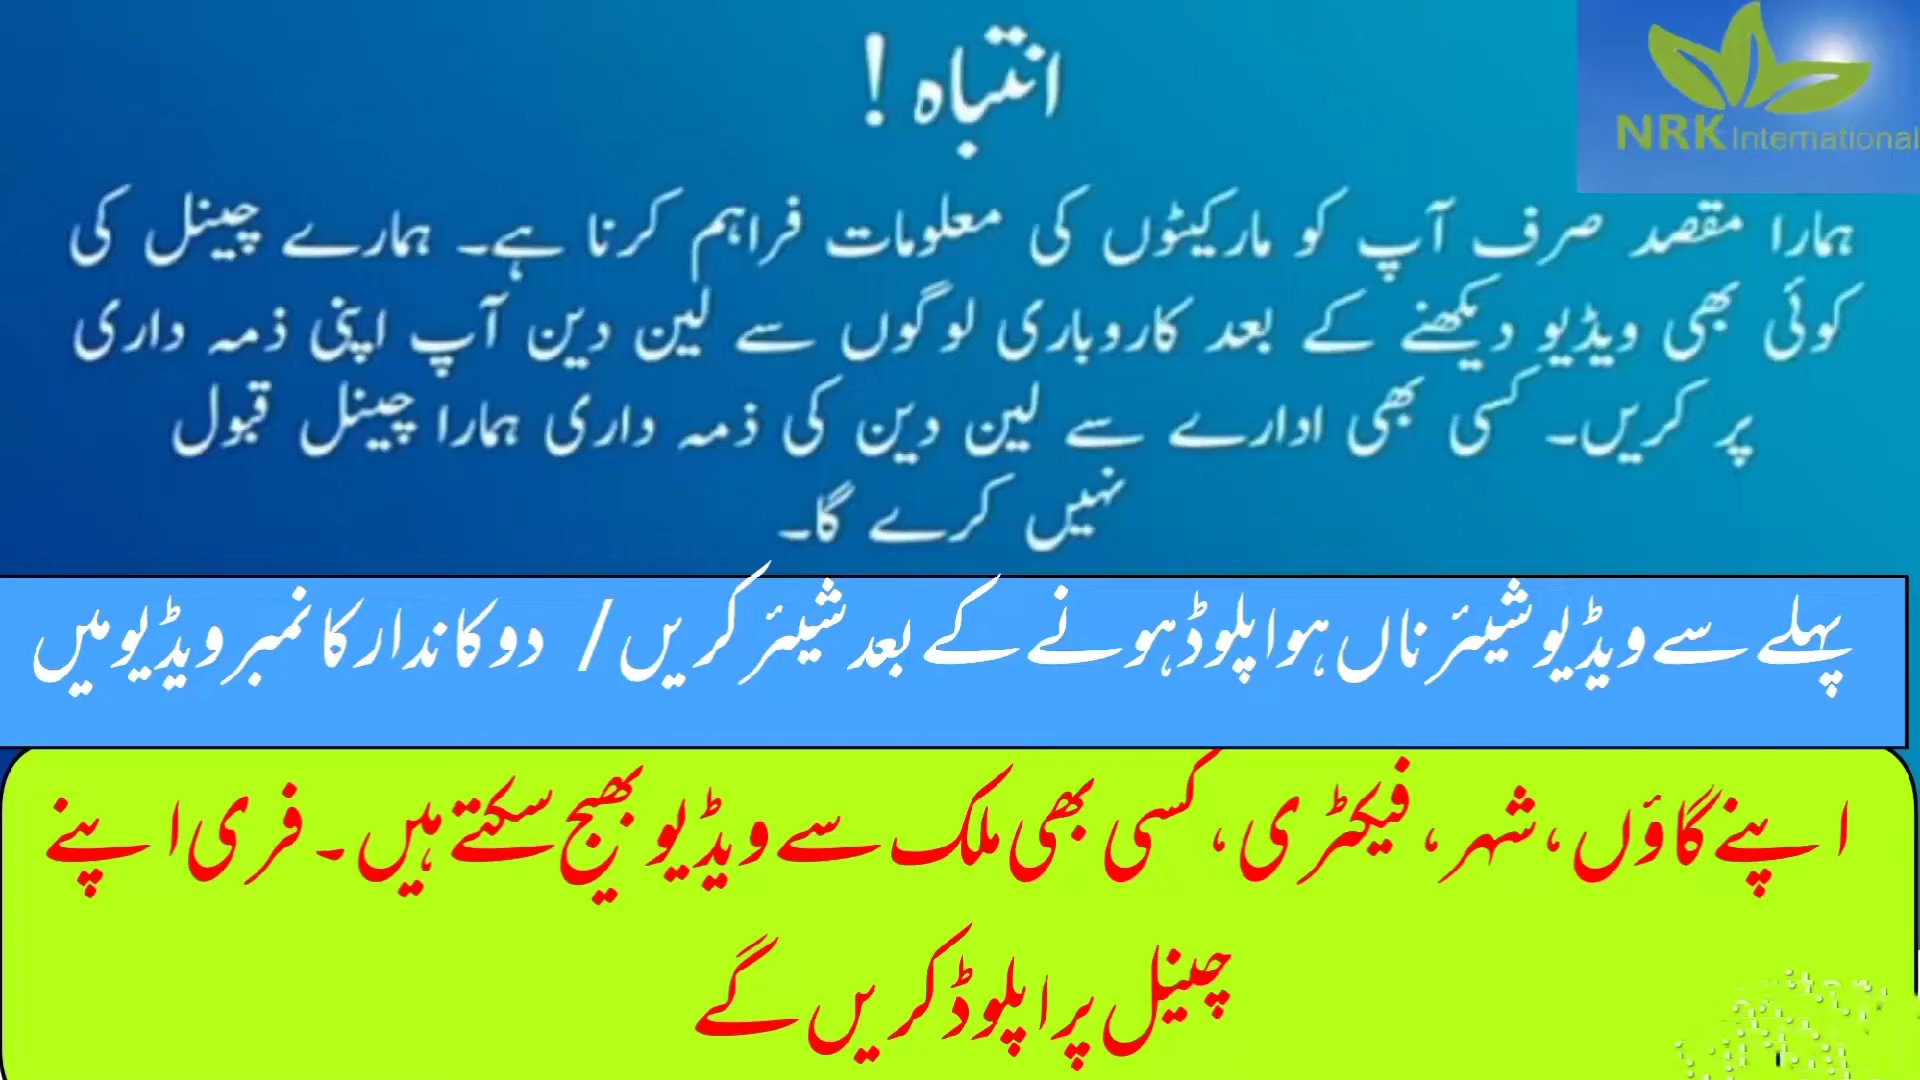 انتباہ !
NRK International
ہمارا مقصد صرف آپ کو مارکیٹوں کی معلومات فراہم کرنا ہے۔ ہمارے چینل کی
کوئی بھی ویڈیو دیکھنے کے بعد کاروباری لوگوں سے لین دین آپ اپنی ذمہ داری
پر کریں۔ کسی بھی ادارے سے لین دین کی ذمہ داری ہمارا چینل قبول
نہیں کرے گا۔
پہلے سے ویڈیو شیئر ناں ہو اپلوڈ ہونے کے بعد شیئر کریں / دوکاندار کا نمبر ویڈیو میں
اپنے گاؤں، شہر، فیکٹری، کسی بھی ملک سے ویڈیو بھیج سکتے ہیں۔ فری اپنے
چینل پر اپلوڈ کریں گے